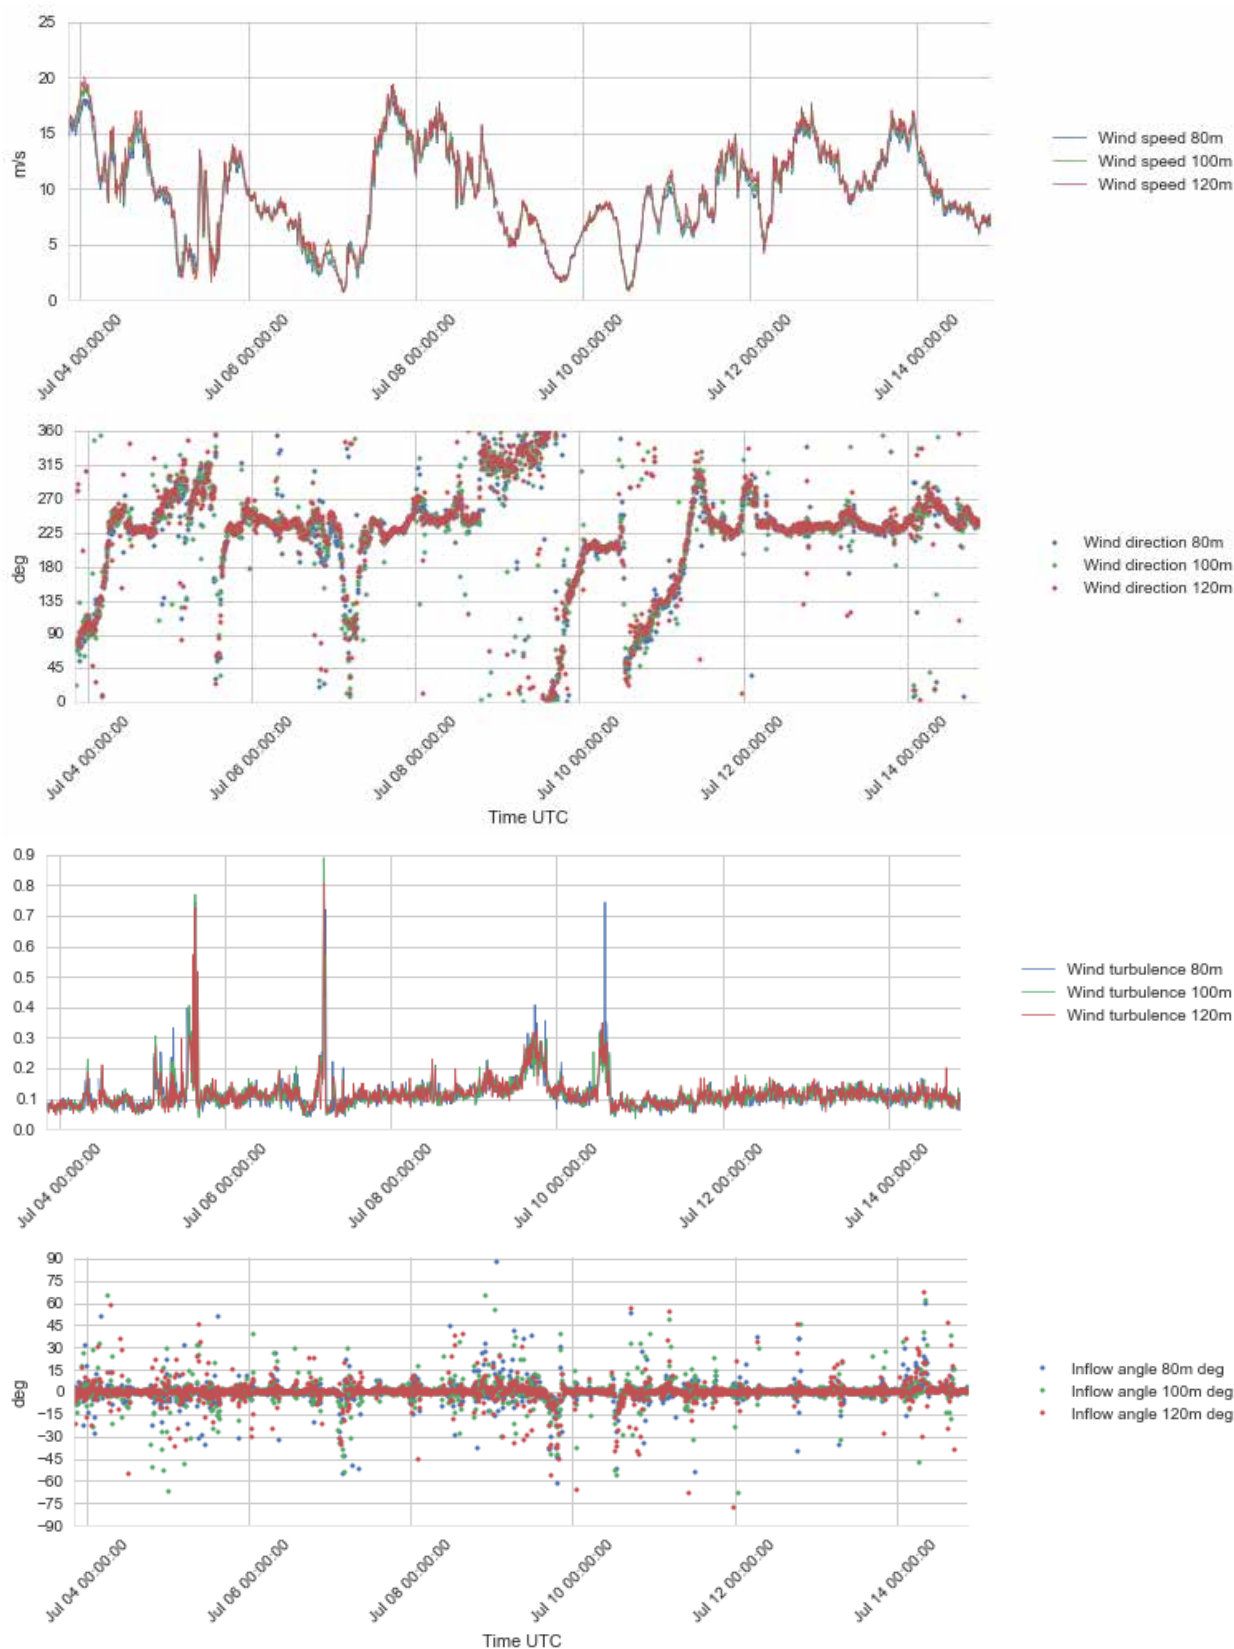 25
20
15
10
5
0
m/s
Wind speed 80m
Wind speed 100m
Wind speed 120m
Jul 04 00:00:00
Jul 06 00:00:00
Jul 08 00:00:00
Jul 10 00:00:00
Jul 12 00:00:00
Jul 14 00:00:00
360
315
270
225
180
135
90
45
0
deg
Wind direction 80m
Wind direction 100m
Wind direction 120m
Jul 04 00:00:00
Jul 06 00:00:00
Jul 08 00:00:00
Jul 10 00:00:00
Jul 12 00:00:00
Jul 14 00:00:00
Time UTC
0.9
0.8
0.7
0.6
0.5
0.4
0.3
0.2
0.1
0.0
Wind turbulence 80m
Wind turbulence 100m
Wind turbulence 120m
Jul 04 00:00:00
Jul 06 00:00:00
Jul 08 00:00:00
Jul 10 00:00:00
Jul 12 00:00:00
Jul 14 00:00:00
90
75
60
45
30
15
0
−15
−30
−45
−60
−75
−90
deg
Inflow angle 80m deg
Inflow angle 100m deg
Inflow angle 120m deg
Jul 04 00:00:00
Jul 06 00:00:00
Jul 08 00:00:00
Jul 10 00:00:00
Jul 12 00:00:00
Jul 14 00:00:00
Time UTC